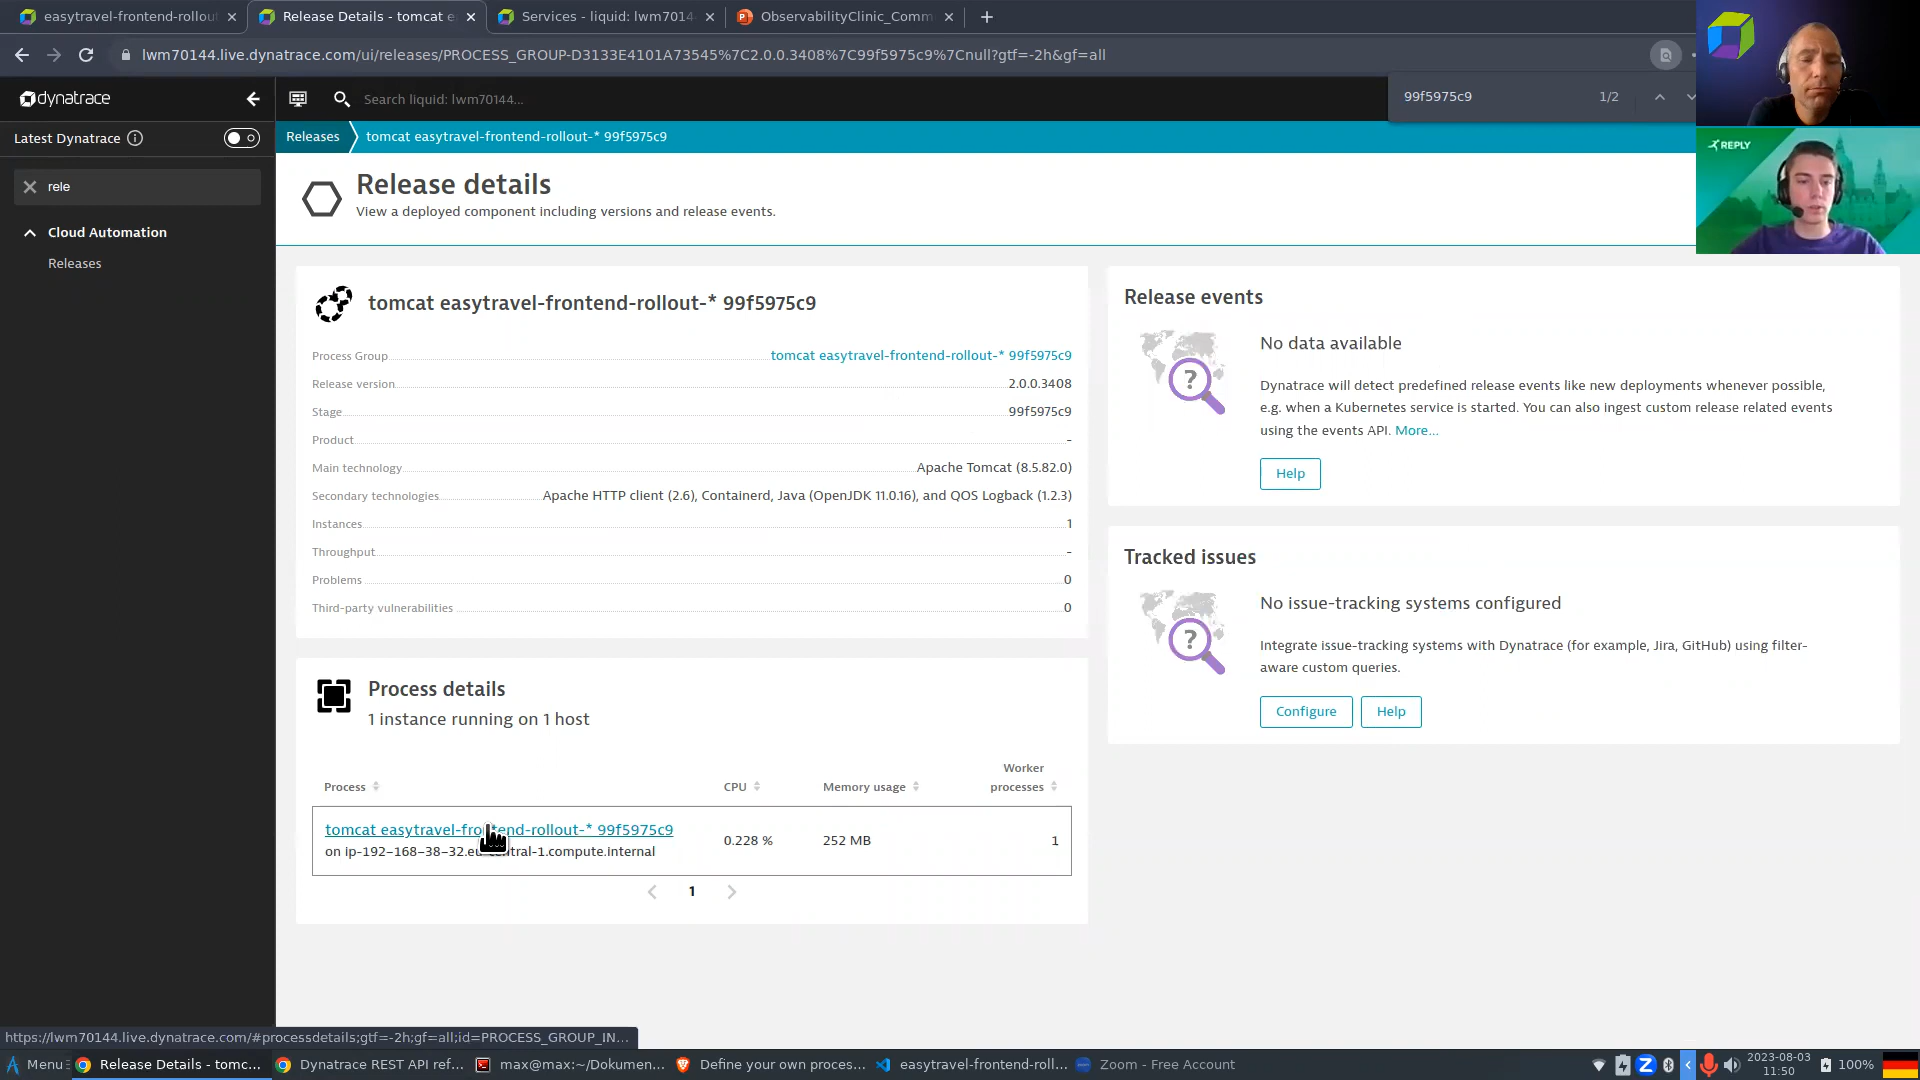 easytravel-frontend-rollou
Release Details - tomcat e
Services - liquid: lwm7014
ObservabilityClinic_Comm
lwm70144.live.dynatrace.com/ui/releases/PROCESS_GROUP-D3133E4101A73545%7C2.0.0.3408%7C99f5975c9%7Cnull?gtf=-2h&gf=all
dynatrace
Search liquid: lwm70144...
99f5975c9
1/2
Latest Dynatrace
Releases
tomcat easytravel-frontend-rollout-* 99f5975c9
REPLY
rele
Cloud Automation
Releases
Release details
View a deployed component including versions and release events.
tomcat easytravel-frontend-rollout-* 99f5975c9
Process Group tomcat easytravel-frontend-rollout-* 99f5975c9
Release version 2.0.0.3408
Stage 99f5975c9
Product -
Main technology Apache Tomcat (8.5.82.0)
Secondary technologies Apache HTTP client (2.6), Containerd, Java (OpenJDK 11.0.16), and QOS Logback (1.2.3)
Instances 1
Throughput -
Problems 0
Third-party vulnerabilities 0
Release events
No data available
Dynatrace will detect predefined release events like new deployments whenever possible,
e.g. when a Kubernetes service is started. You can also ingest custom release related events
using the events API. More...
Help
Tracked issues
No issue-tracking systems configured
Integrate issue-tracking systems with Dynatrace (for example, Jira, GitHub) using filter-
aware custom queries.
Configure
Help
Process details
1 instance running on 1 host
Process
CPU
Memory usage
Worker
processes
tomcat easytravel-frontend-rollout-* 99f5975c9
on ip-192-168-38-32.eu-central-1.compute.internal
0.228 %
252 MB
1
1
https://lwm70144.live.dynatrace.com/#processdetails;gtf=-2h;gf=all;id=PROCESS_GROUP_IN...
Menu
Release Details - tomc...
Dynatrace REST API ref...
max@max:~/Dokumen...
Define your own proces...
easytravel-frontend-roll...
Zoom - Free Account
2023-08-03
11:50
100%